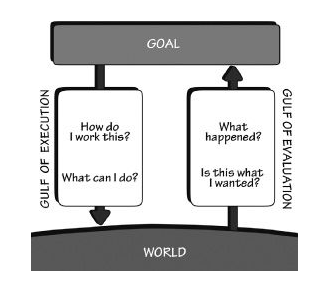 GOAL
GULF OF EXECUTION
How do
I work this?
What can I do?
What
happened?
Is this what
I wanted?
GULF OF EVALUATION
WORLD